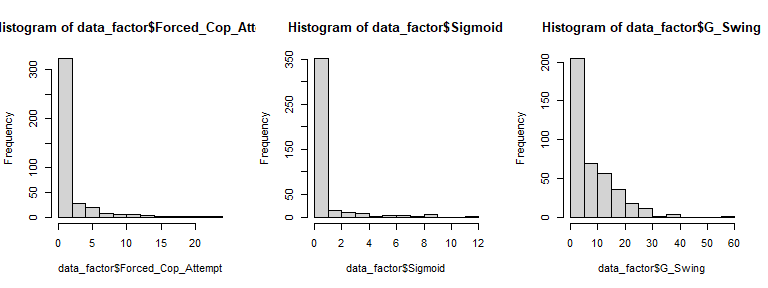 Histogram of data_factor$Forced_Cop_Att
Frequency
0 50 100 200 300
0 5 10 15 20
data_factor$Forced_Cop_Attempt
Histogram of data_factor$Sigmoid
Frequency
0 50 150 250 350
0 2 4 6 8 10 12
data_factor$Sigmoid
Histogram of data_factor$G_Swing
Frequency
0 50 100 150 200
0 10 20 30 40 50 60
data_factor$G_Swing